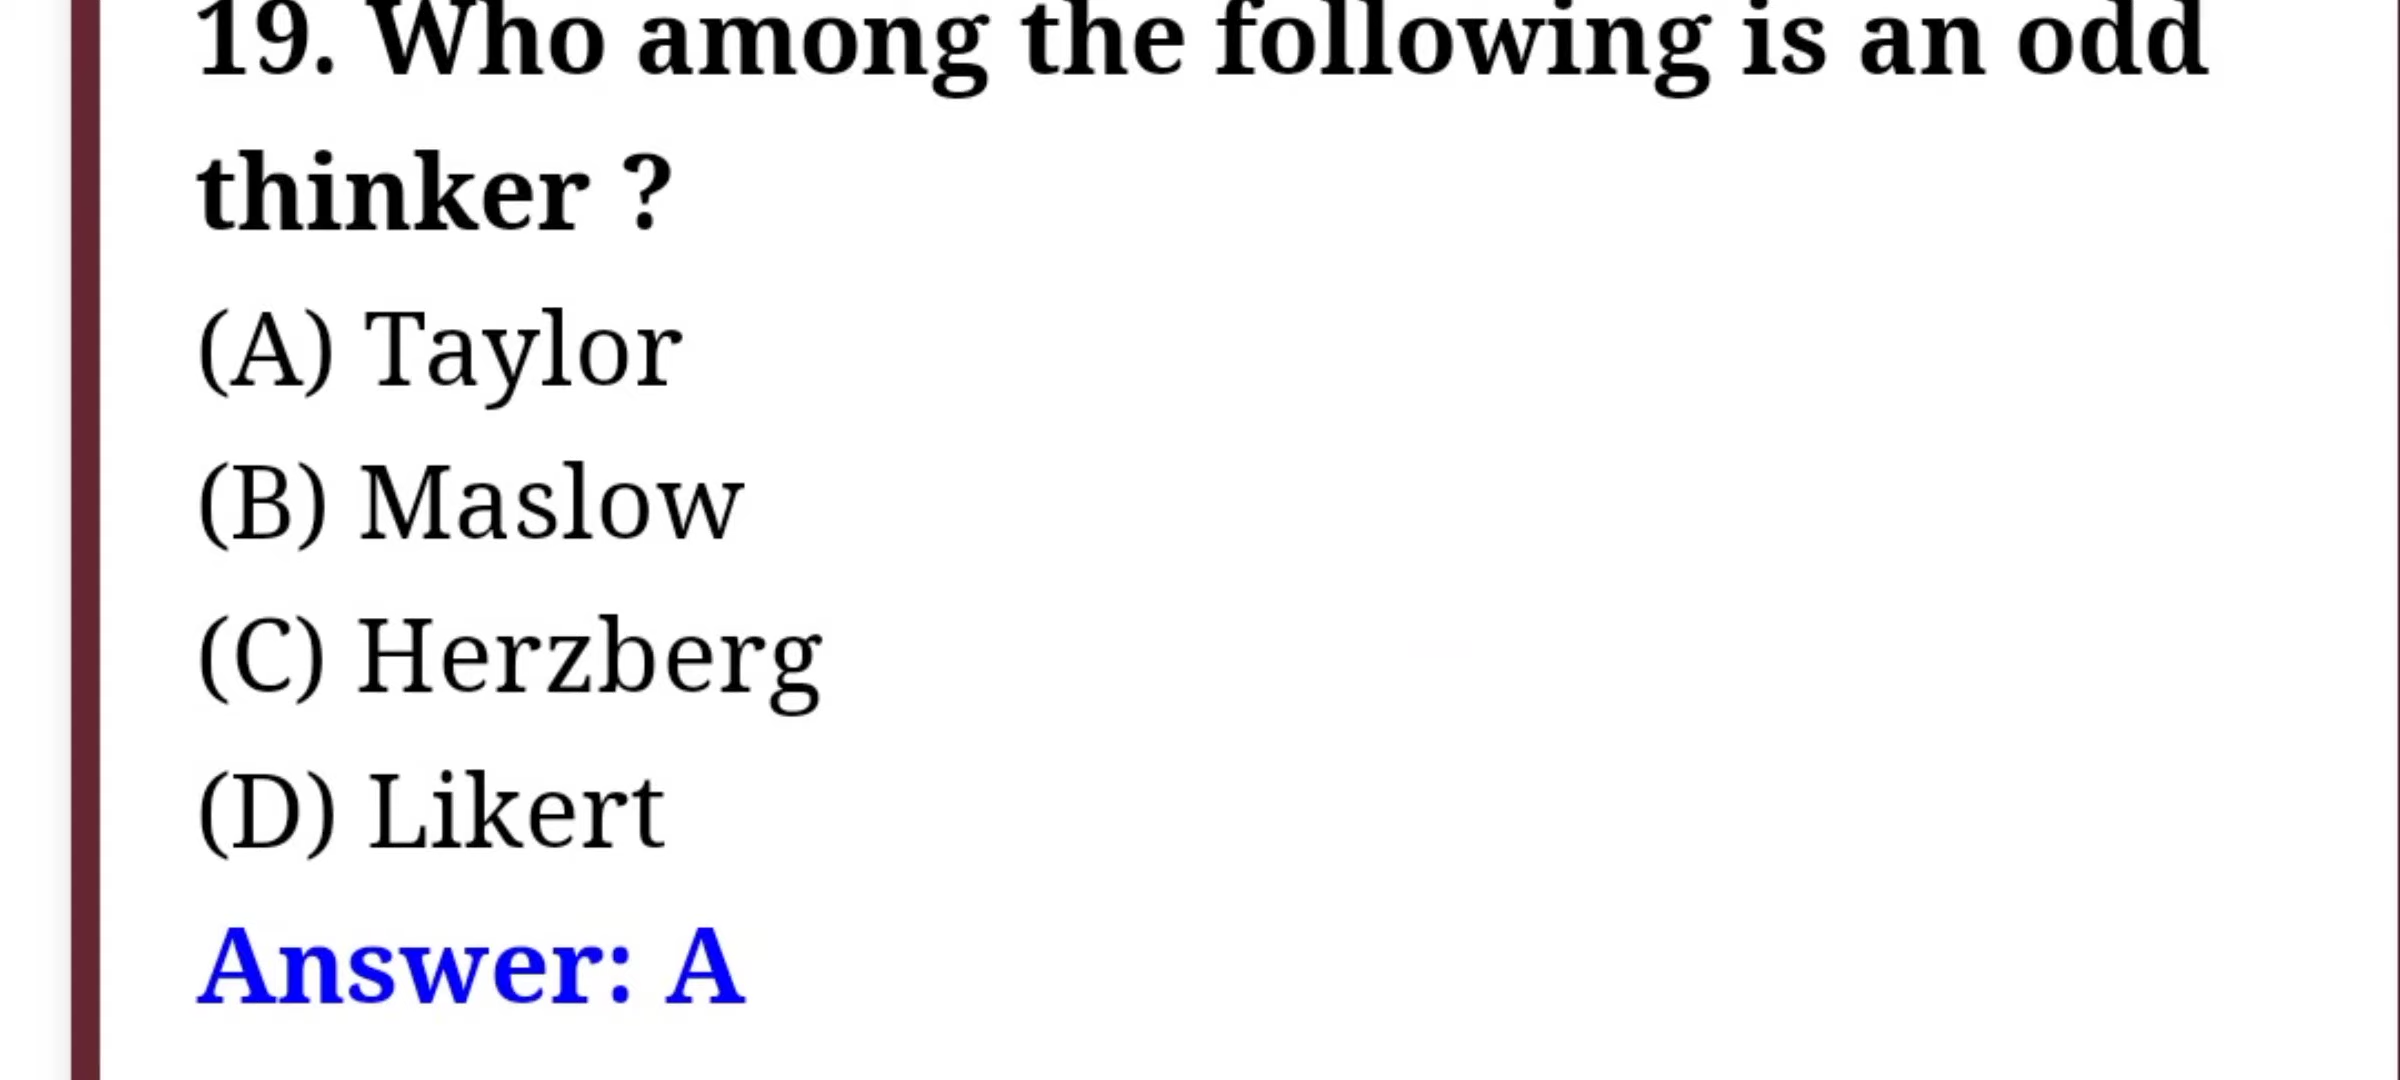 19. Who among the following is an odd
thinker ?
(A) Taylor
(B) Maslow
(C) Herzberg
(D) Likert
Answer: A